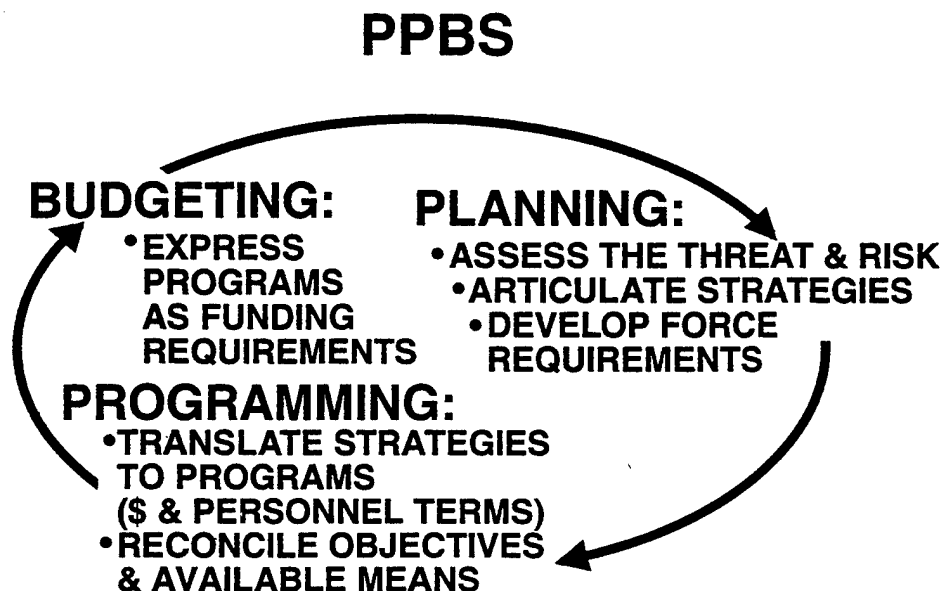 PPBS
BUDGETING:
•EXPRESS
PROGRAMS
AS FUNDING
REQUIREMENTS
PLANNING:
•ASSESS THE THREAT & RISK
•ARTICULATE STRATEGIES
•DEVELOP FORCE
REQUIREMENTS
PROGRAMMING:
•TRANSLATE STRATEGIES
TO PROGRAMS
($ & PERSONNEL TERMS)
•RECONCILE OBJECTIVES
& AVAILABLE MEANS